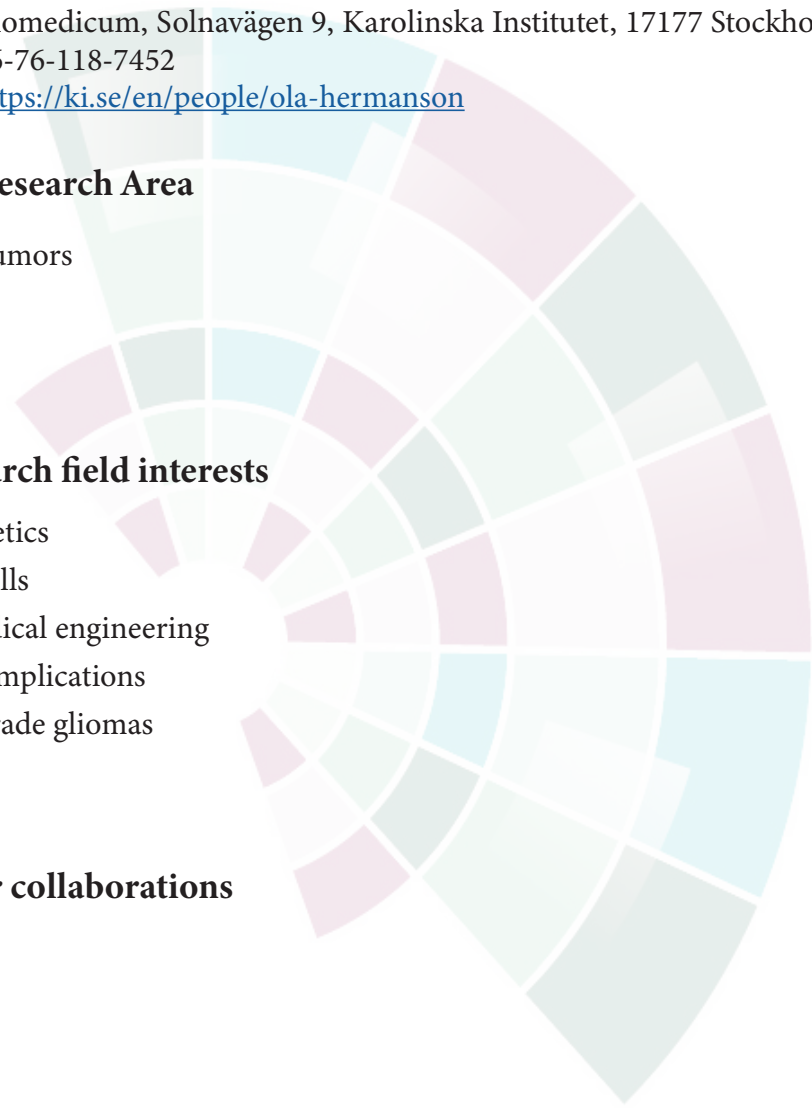 omedicum, Solnavägen 9, Karolinska Institutet, 17177 Stockho
-76-118-7452
tps://ki.se/en/people/ola-hermanson
esearch Area
umors
rch field interests
etics
lls
ical engineering
mplications
ade gliomas
collaborations